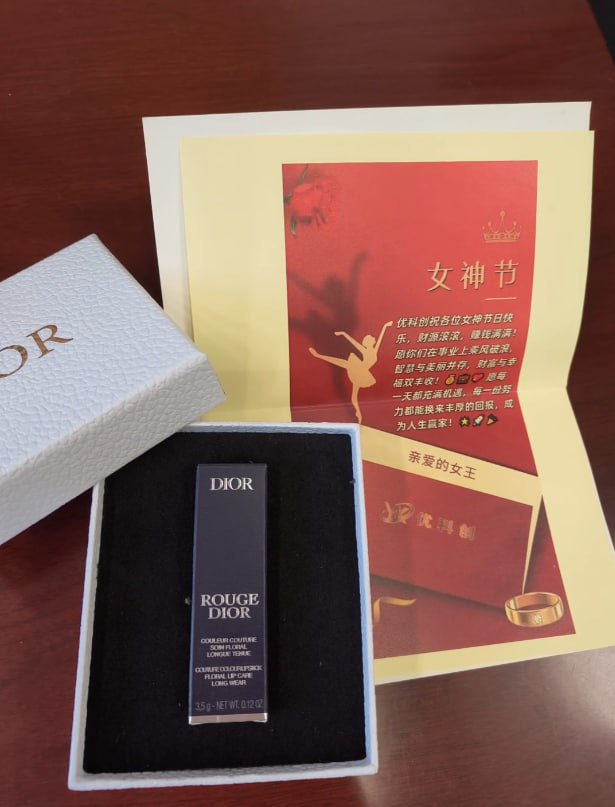 女神节
优科创祝各位女神节日快
乐，财源滚滚，赚钱满满！
愿你们在事业上乘风破浪，
智慧与美丽并存，财富与幸
福双丰收！💰💼❤️愿每
一天都充满机遇，每一份努
力都能换来丰厚的回报，成
为人生赢家！🌟🚀🎉
亲爱的女王
优科创
IOR
DIOR
ROUGE
DIOR
COULEUR COUTURE
SOIN FLORAL
LONGUE TENUE
COUTURE COLOUR LIPSTICK
FLORAL LIP CARE
LONG WEAR
3,5 g - NET WT. 0.12 OZ